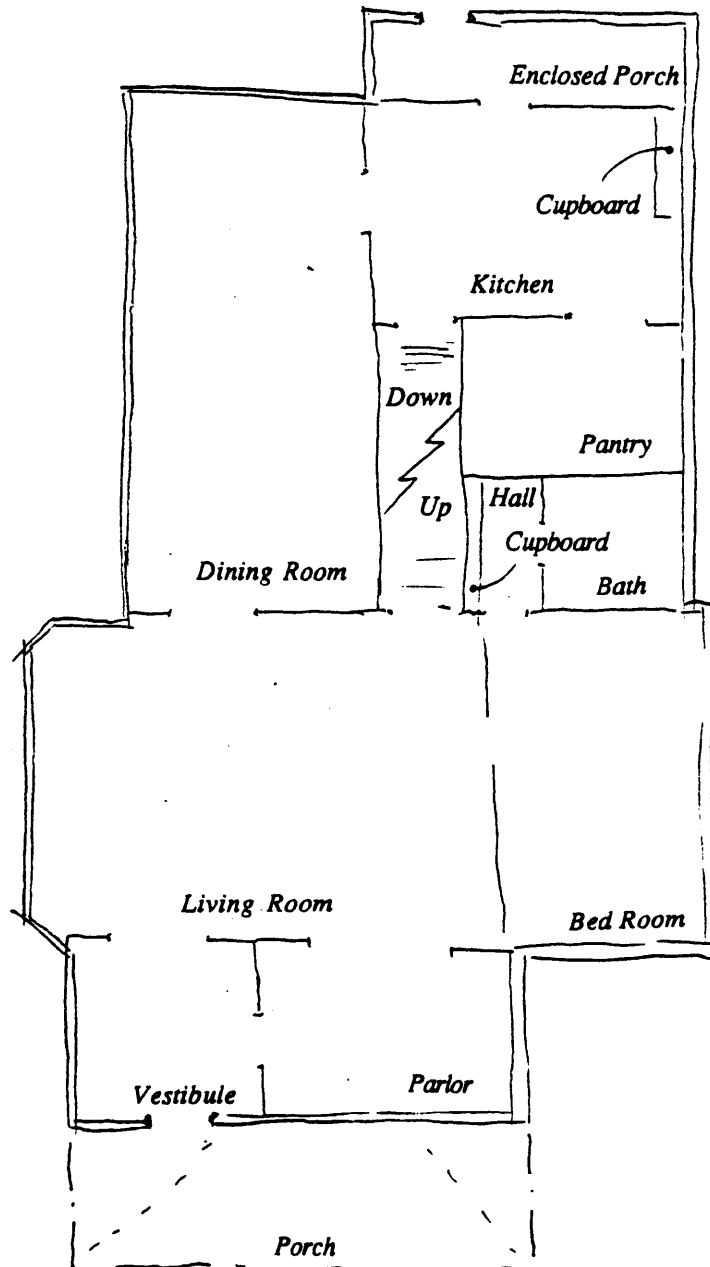 Enclosed Porch
Cupboard
Kitchen
Down
Pantry
Up
Hall
Cupboard
Dining Room
Bath
Living Room
Bed Room
Vestibule
Parlor
Porch